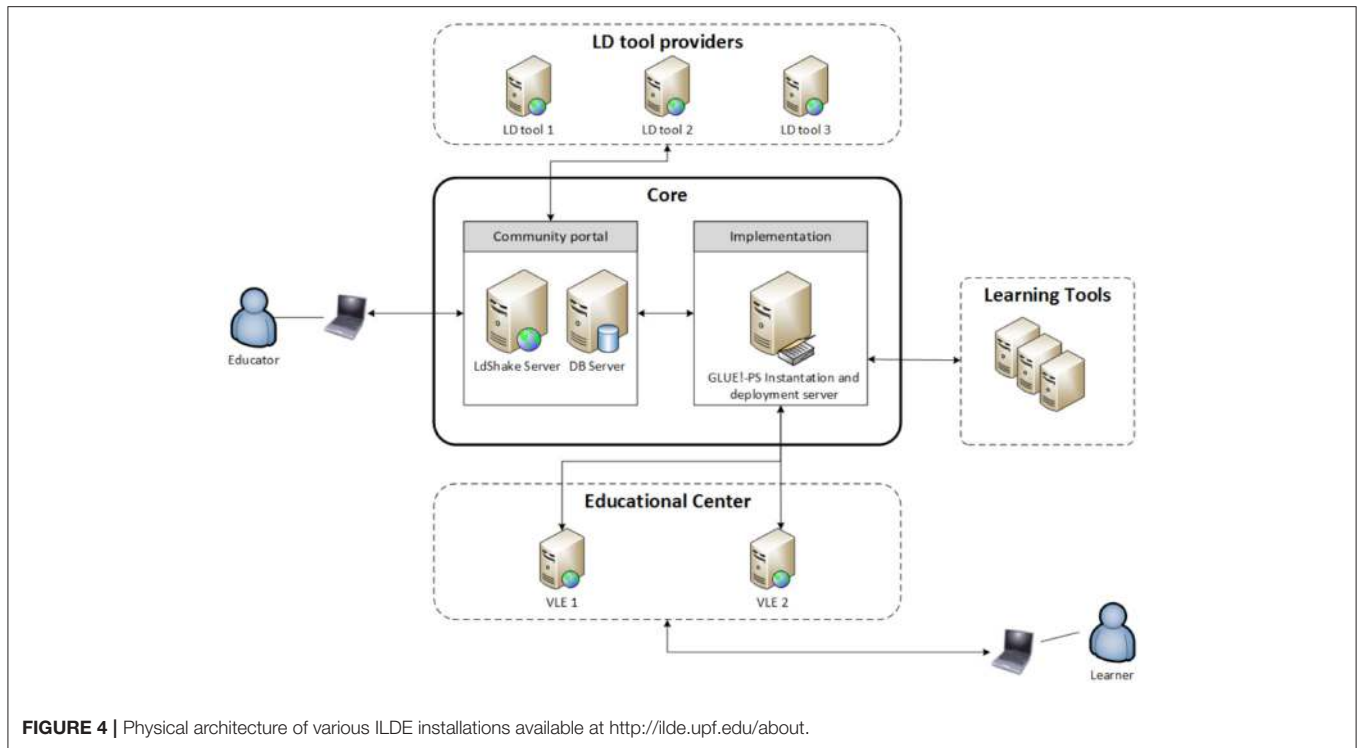 LD tool providers
LD tool 1
LD tool 2
LD tool 3
Core
Community portal
Implementation
LdShake Server
DB Server
GLUE!-PS Instantation and
deployment server
Educator
Learning Tools
Educational Center
VLE 1
VLE 2
Learner
FIGURE 4 | Physical architecture of various ILDE installations available at http://ilde.upf.edu/about.